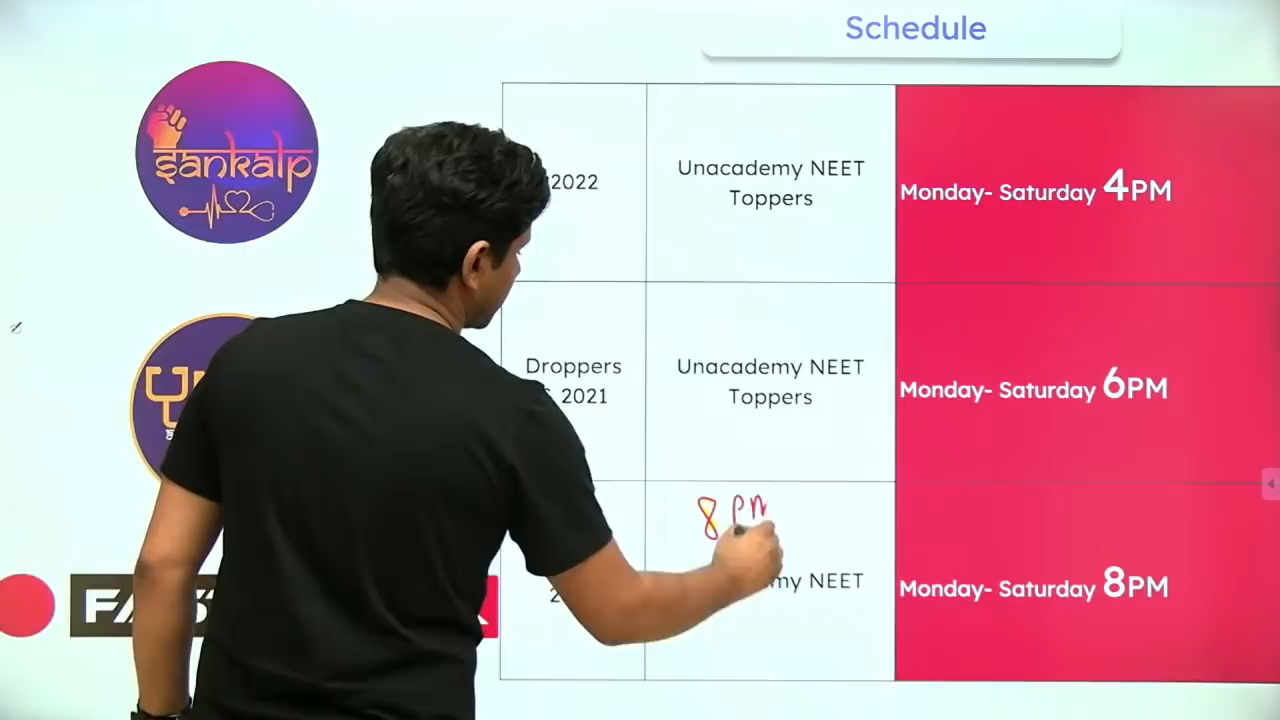 Schedule
sankalp
2022
Unacademy NEET
Toppers
Monday- Saturday 4PM
Droppers
2021
Unacademy NEET
Toppers
Monday- Saturday 6PM
8 PM
NEET
Monday- Saturday 8PM